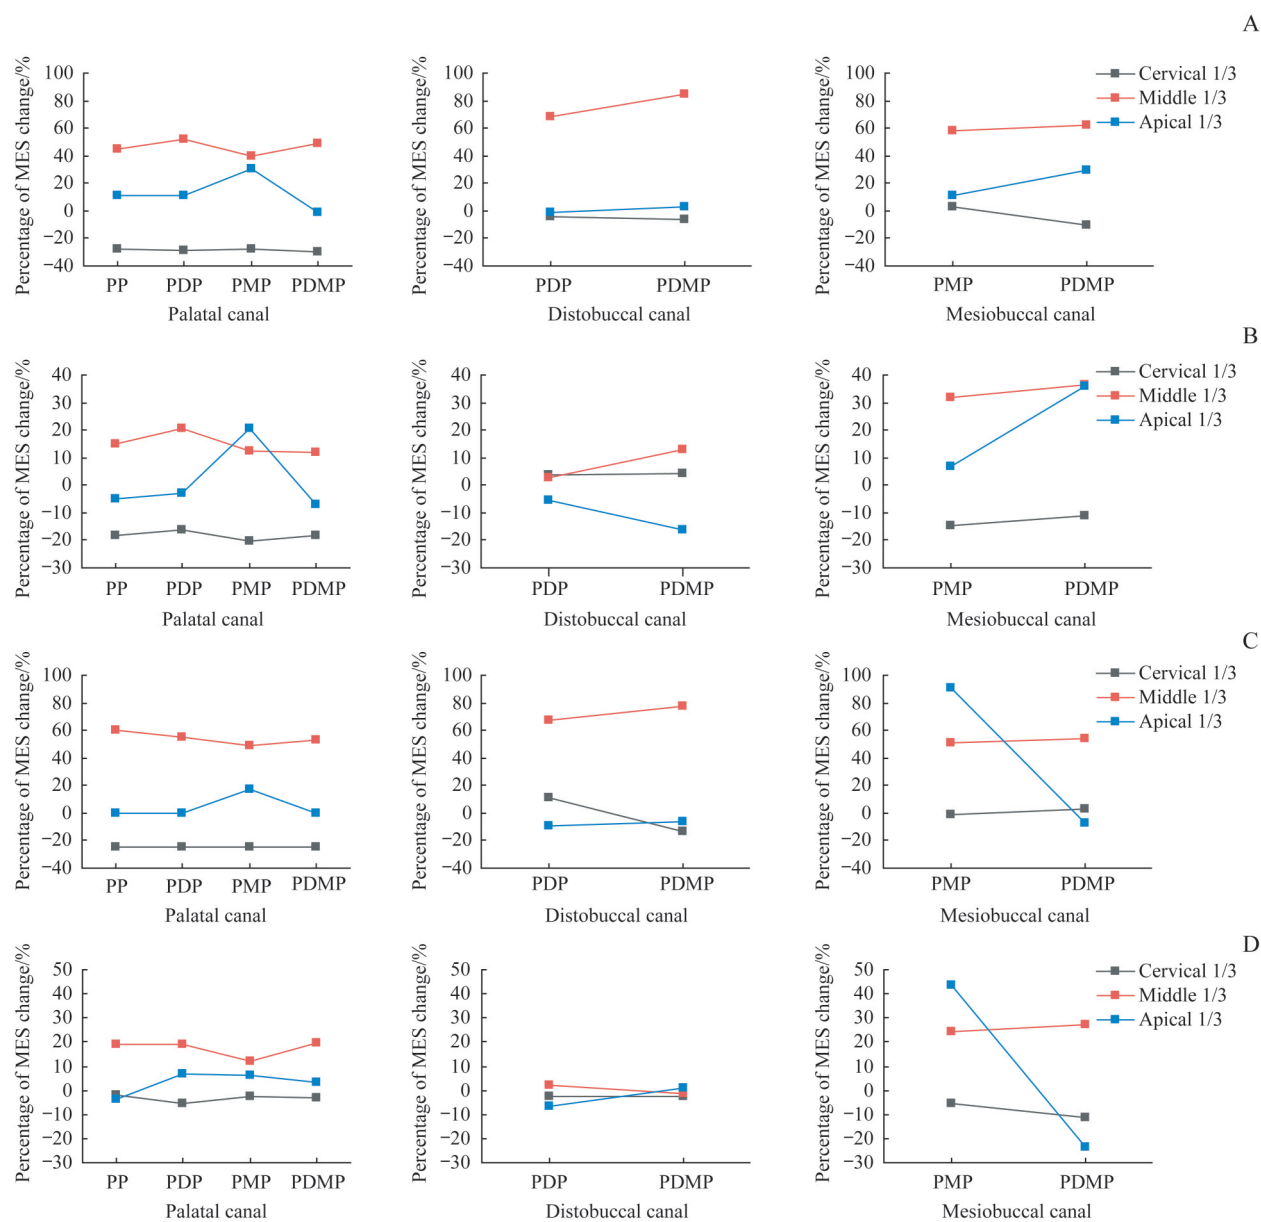 A
Percentage of MES change/%
100
80
60
40
20
0
−20
−40
PP PDP PMP PDMP
Palatal canal
Percentage of MES change/%
100
80
60
40
20
0
−20
−40
PDP PDMP
Distobuccal canal
Percentage of MES change/%
100
80
60
40
20
0
−20
−40
PMP PDMP
Mesiobuccal canal
Cervical 1/3
Middle 1/3
Apical 1/3
B
Percentage of MES change/%
40
30
20
10
0
−10
−20
−30
PP PDP PMP PDMP
Palatal canal
Percentage of MES change/%
40
30
20
10
0
−10
−20
−30
PDP PDMP
Distobuccal canal
Percentage of MES change/%
40
30
20
10
0
−10
−20
−30
PMP PDMP
Mesiobuccal canal
Cervical 1/3
Middle 1/3
Apical 1/3
C
Percentage of MES change/%
100
80
60
40
20
0
−20
−40
PP PDP PMP PDMP
Palatal canal
Percentage of MES change/%
100
80
60
40
20
0
−20
−40
PDP PDMP
Distobuccal canal
Percentage of MES change/%
100
80
60
40
20
0
−20
−40
PMP PDMP
Mesiobuccal canal
Cervical 1/3
Middle 1/3
Apical 1/3
D
Percentage of MES change/%
50
40
30
20
10
0
−10
−20
−30
PP PDP PMP PDMP
Palatal canal
Percentage of MES change/%
50
40
30
20
10
0
−10
−20
−30
PDP PDMP
Distobuccal canal
Percentage of MES change/%
50
40
30
20
10
0
−10
−20
−30
PMP PDMP
Mesiobuccal canal
Cervical 1/3
Middle 1/3
Apical 1/3